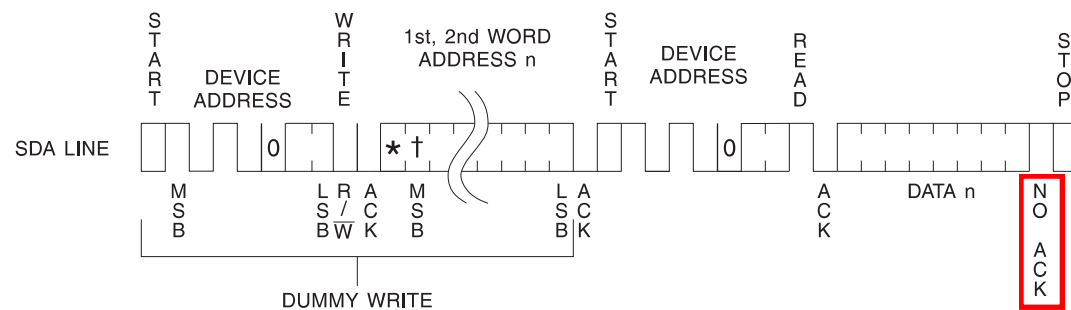 START
WRITE
START
READ
STOP
DEVICE
ADDRESS
1st, 2nd WORD
ADDRESS n
DEVICE
ADDRESS
SDA LINE
0
* †
0
MSB
LSB
R/W
ACK
MSB
LSB
ACK
ACK
DATA n
NO ACK
DUMMY WRITE